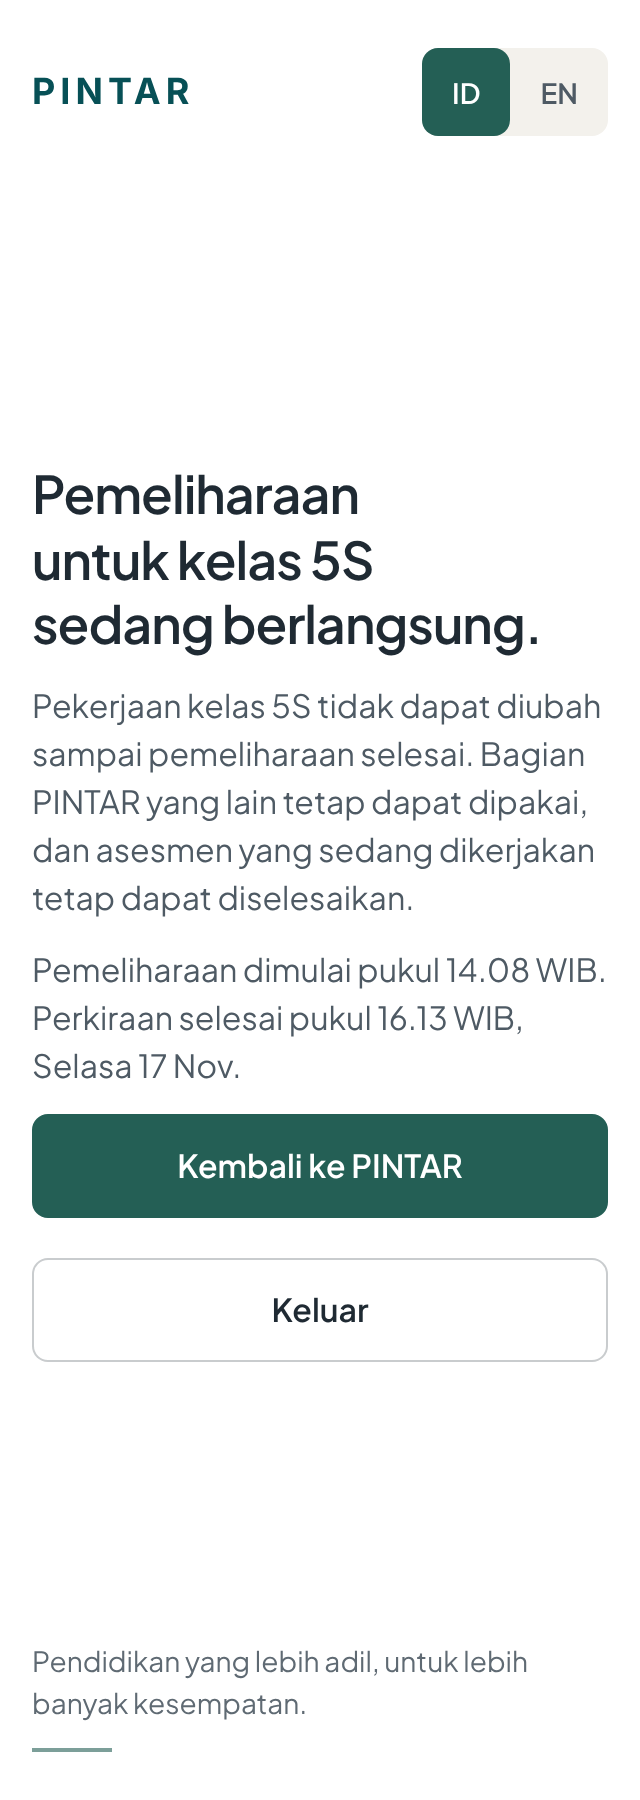 PINTAR
ID EN
Pemeliharaan
untuk kelas 5S
sedang berlangsung.
Pekerjaan kelas 5S tidak dapat diubah
sampai pemeliharaan selesai. Bagian
PINTAR yang lain tetap dapat dipakai,
dan asesmen yang sedang dikerjakan
tetap dapat diselesaikan.
Pemeliharaan dimulai pukul 14.08 WIB.
Perkiraan selesai pukul 16.13 WIB,
Selasa 17 Nov.
Kembali ke PINTAR
Keluar
Pendidikan yang lebih adil, untuk lebih
banyak kesempatan.